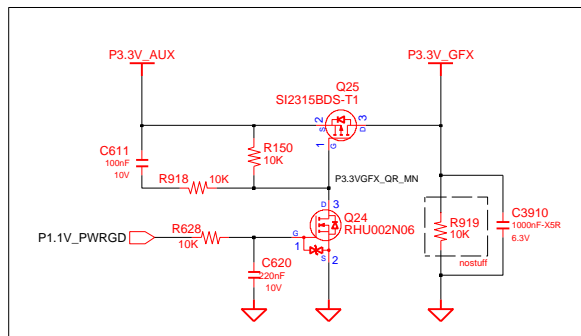 P3.3V_AUX
P3.3V_GFX
Q25
SI2315BDS-T1
2
3
S
D
G
1
C611
100nF
10V
R150
10K
R918
10K
P3.3VGFX_QR_MN
D
3
Q24
RHU002N06
G
1
S
2
P1.1V_PWRGD
R628
10K
C620
220nF
10V
R919
10K
nostuff
C3910
1000nF-X5R
6.3V